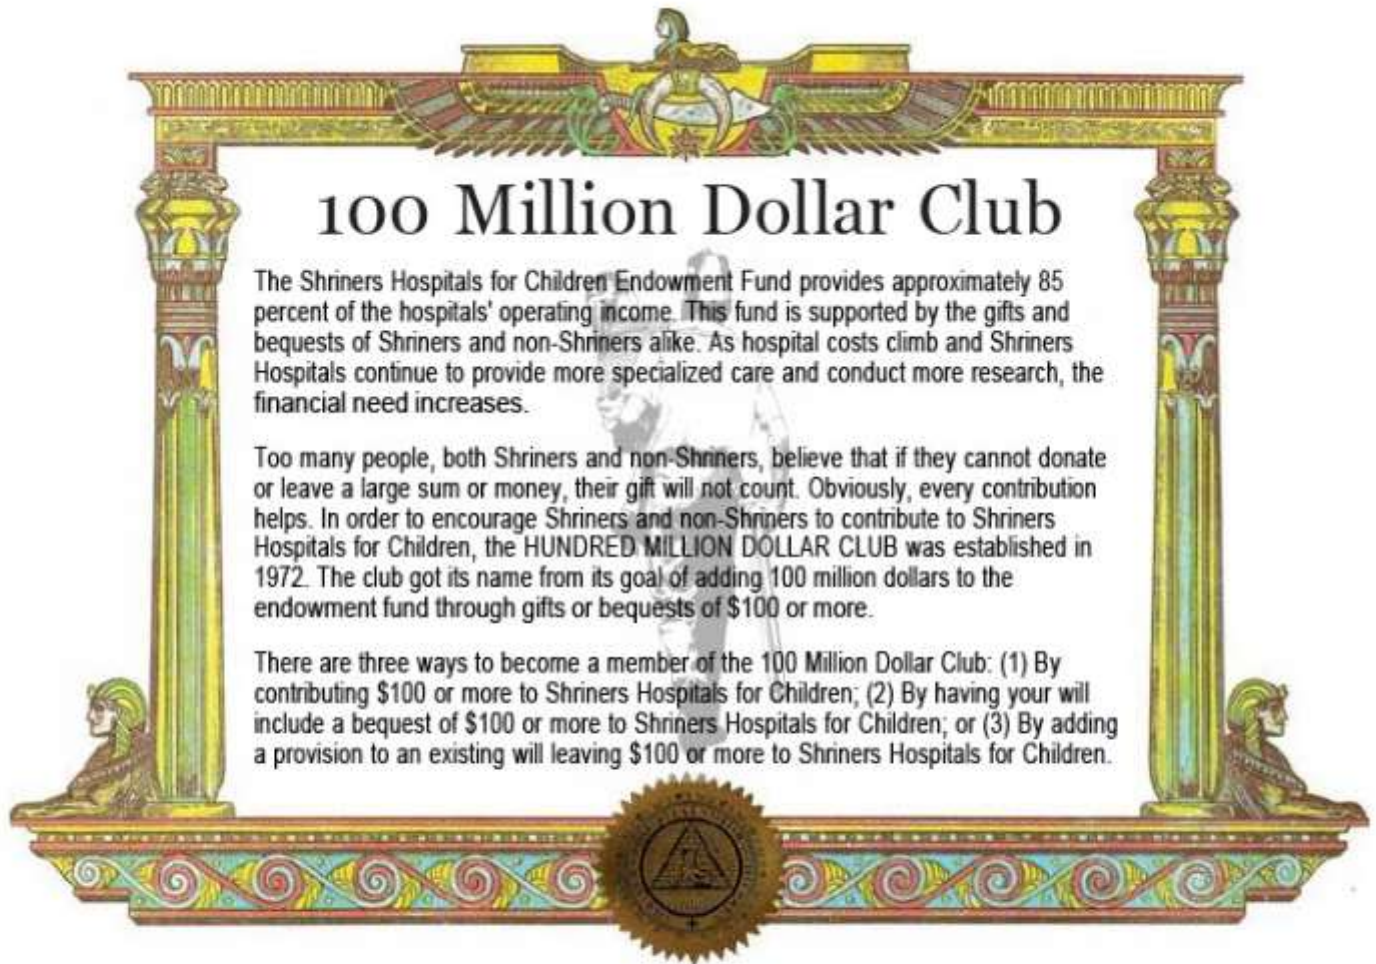 100 Million Dollar Club
The Shriners Hospitals for Children Endowment Fund provides approximately 85
percent of the hospitals' operating income. This fund is supported by the gifts and
bequests of Shriners and non-Shriners alike. As hospital costs climb and Shriners
Hospitals continue to provide more specialized care and conduct more research, the
financial need increases.
Too many people, both Shriners and non-Shriners, believe that if they cannot donate
or leave a large sum or money, their gift will not count. Obviously, every contribution
helps. In order to encourage Shriners and non-Shriners to contribute to Shriners
Hospitals for Children, the HUNDRED MILLION DOLLAR CLUB was established in
1972. The club got its name from its goal of adding 100 million dollars to the
endowment fund through gifts or bequests of $100 or more.
There are three ways to become a member of the 100 Million Dollar Club: (1) By
contributing $100 or more to Shriners Hospitals for Children; (2) By having your will
include a bequest of $100 or more to Shriners Hospitals for Children; or (3) By adding
a provision to an existing will leaving $100 or more to Shriners Hospitals for Children.